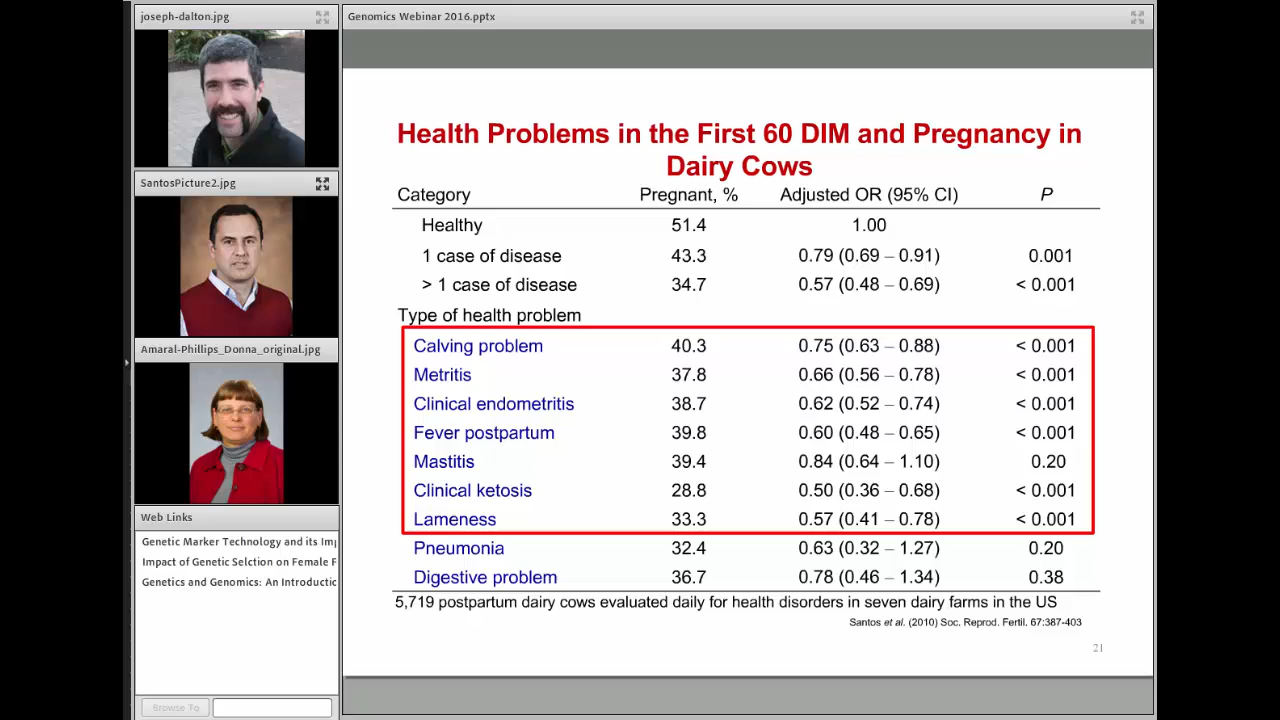 joseph-dalton.jpg
SantosPicture2.jpg
Amaral-Phillips_Donna_original.jpg
Web Links
Genetic Marker Technology and its Im
Impact of Genetic Selction on Female F
Genetics and Genomics: An Introductic
Browse To
Genomics Webinar 2016.pptx
Health Problems in the First 60 DIM and Pregnancy in
Dairy Cows
Category Pregnant, % Adjusted OR (95% CI) P
Healthy 51.4 1.00
1 case of disease 43.3 0.79 (0.69 – 0.91) 0.001
> 1 case of disease 34.7 0.57 (0.48 – 0.69) < 0.001
Type of health problem
Calving problem 40.3 0.75 (0.63 – 0.88) < 0.001
Metritis 37.8 0.66 (0.56 – 0.78) < 0.001
Clinical endometritis 38.7 0.62 (0.52 – 0.74) < 0.001
Fever postpartum 39.8 0.60 (0.48 – 0.65) < 0.001
Mastitis 39.4 0.84 (0.64 – 1.10) 0.20
Clinical ketosis 28.8 0.50 (0.36 – 0.68) < 0.001
Lameness 33.3 0.57 (0.41 – 0.78) < 0.001
Pneumonia 32.4 0.63 (0.32 – 1.27) 0.20
Digestive problem 36.7 0.78 (0.46 – 1.34) 0.38
5,719 postpartum dairy cows evaluated daily for health disorders in seven dairy farms in the US
Santos et al. (2010) Soc. Reprod. Fertil. 67:387-403
21